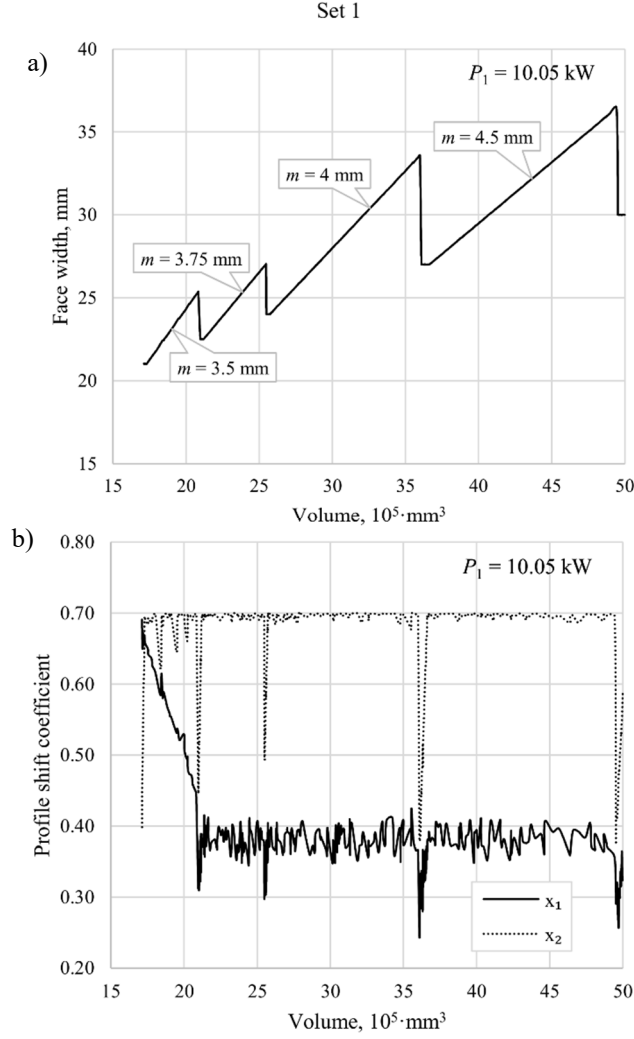 Set 1
a)
P₁ = 10.05 kW
40
35
30
25
20
15
Face width, mm
m = 4.5 mm
m = 4 mm
m = 3.75 mm
m = 3.5 mm
15 20 25 30 35 40 45 50
Volume, 10⁵·mm³
b)
P₁ = 10.05 kW
0.80
0.70
0.60
0.50
0.40
0.30
0.20
Profile shift coefficient
x₁
x₂
15 20 25 30 35 40 45 50
Volume, 10⁵·mm³